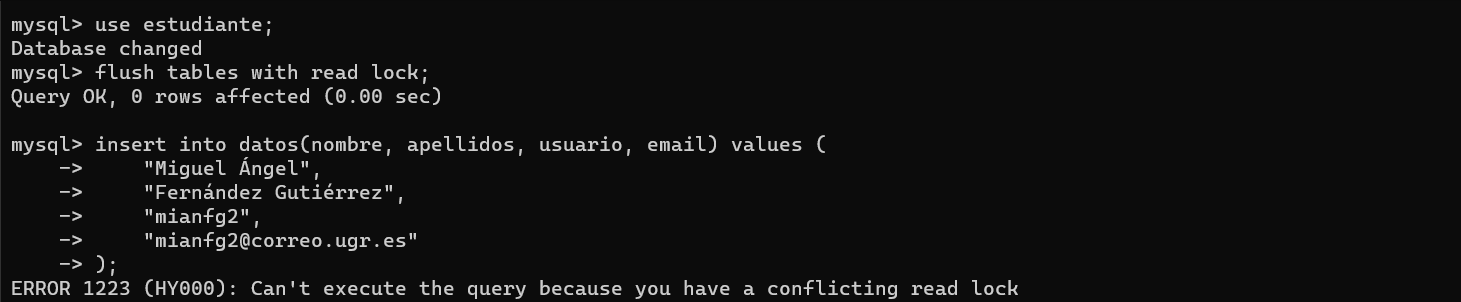 mysql> use estudiante;
Database changed
mysql> flush tables with read lock;
Query OK, 0 rows affected (0.00 sec)
mysql> insert into datos(nombre, apellidos, usuario, email) values (
    ->     "Miguel Ángel",
    ->     "Fernández Gutiérrez",
    ->     "mianfg2",
    ->     "mianfg2@correo.ugr.es"
    -> );
ERROR 1223 (HY000): Can't execute the query because you have a conflicting read lock